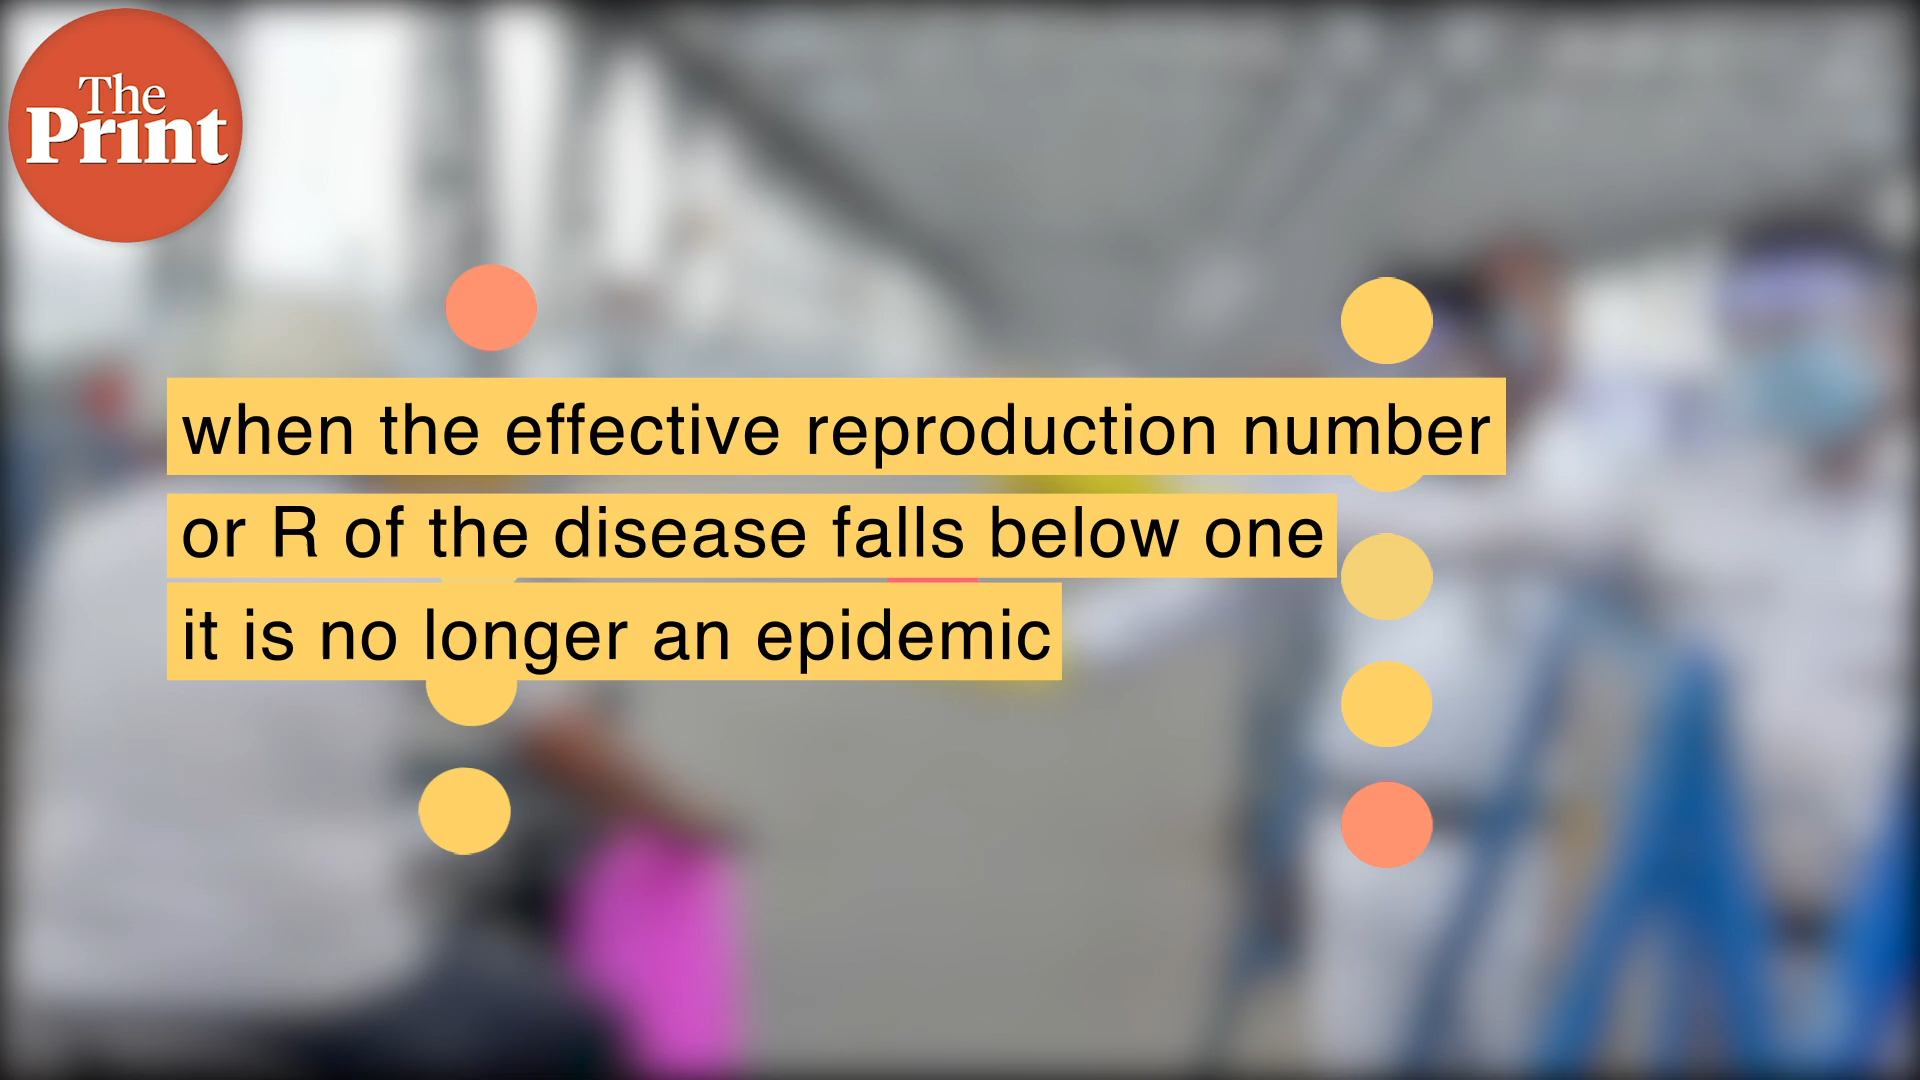 The
Print
when the effective reproduction number
or R of the disease falls below one
it is no longer an epidemic